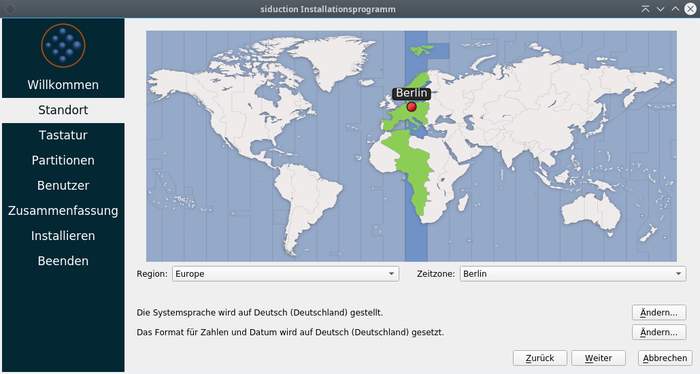 siduction Installationsprogramm
Willkommen
Standort
Tastatur
Partitionen
Benutzer
Zusammenfassung
Installieren
Beenden
Berlin
Region: Europe Zeitzone: Berlin
Die Systemsprache wird auf Deutsch (Deutschland) gestellt. Ändern...
Das Format für Zahlen und Datum wird auf Deutsch (Deutschland) gesetzt. Ändern...
Zurück Weiter Abbrechen